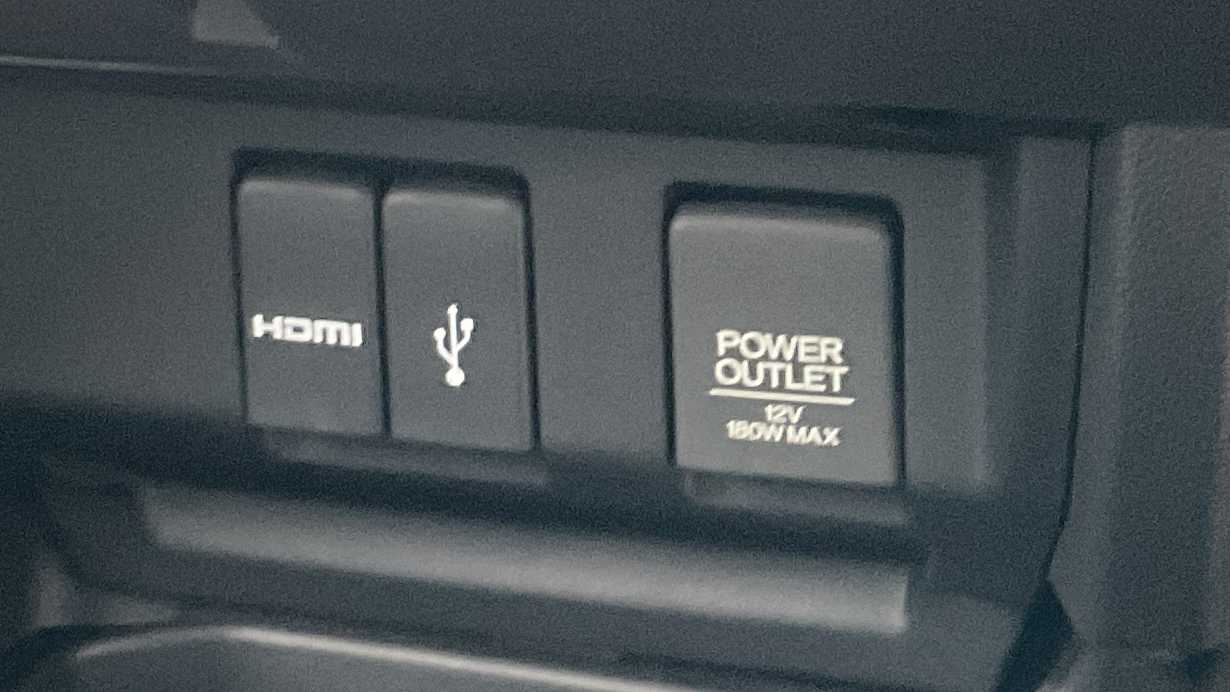 HDMI
POWER
OUTLET
12V
180W MAX